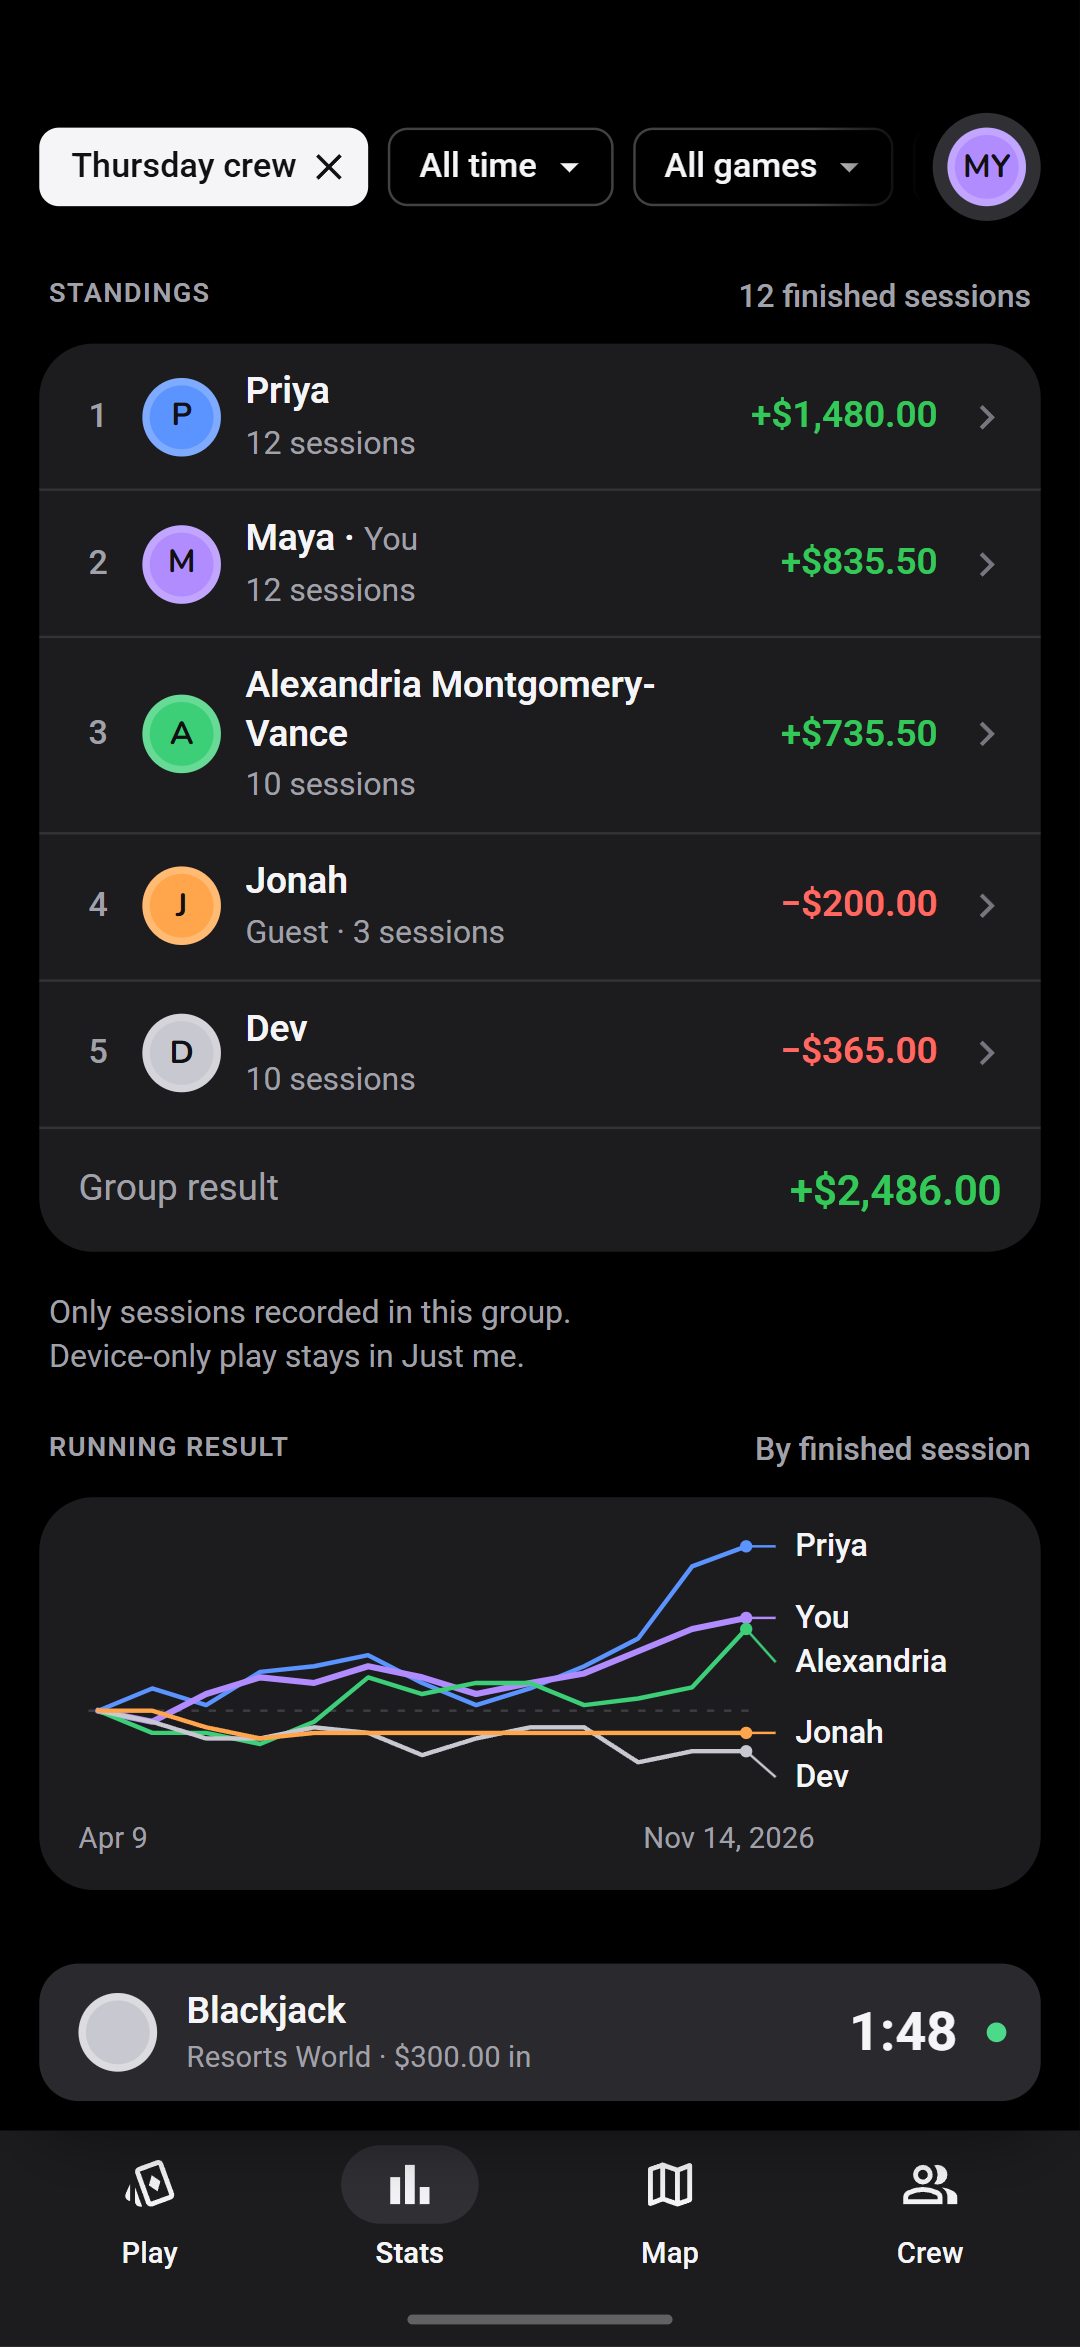 Thursday crew
All time
All games
MY
STANDINGS
12 finished sessions
1
P
Priya
12 sessions
+$1,480.00
2
M
Maya · You
12 sessions
+$835.50
3
A
Alexandria Montgomery-
Vance
10 sessions
+$735.50
4
J
Jonah
Guest · 3 sessions
−$200.00
5
D
Dev
10 sessions
−$365.00
Group result
+$2,486.00
Only sessions recorded in this group.
Device-only play stays in Just me.
RUNNING RESULT
By finished session
Priya
You
Alexandria
Jonah
Dev
Apr 9
Nov 14, 2026
Blackjack
Resorts World · $300.00 in
1:48
Play
Stats
Map
Crew